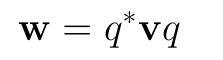 w = q*vq